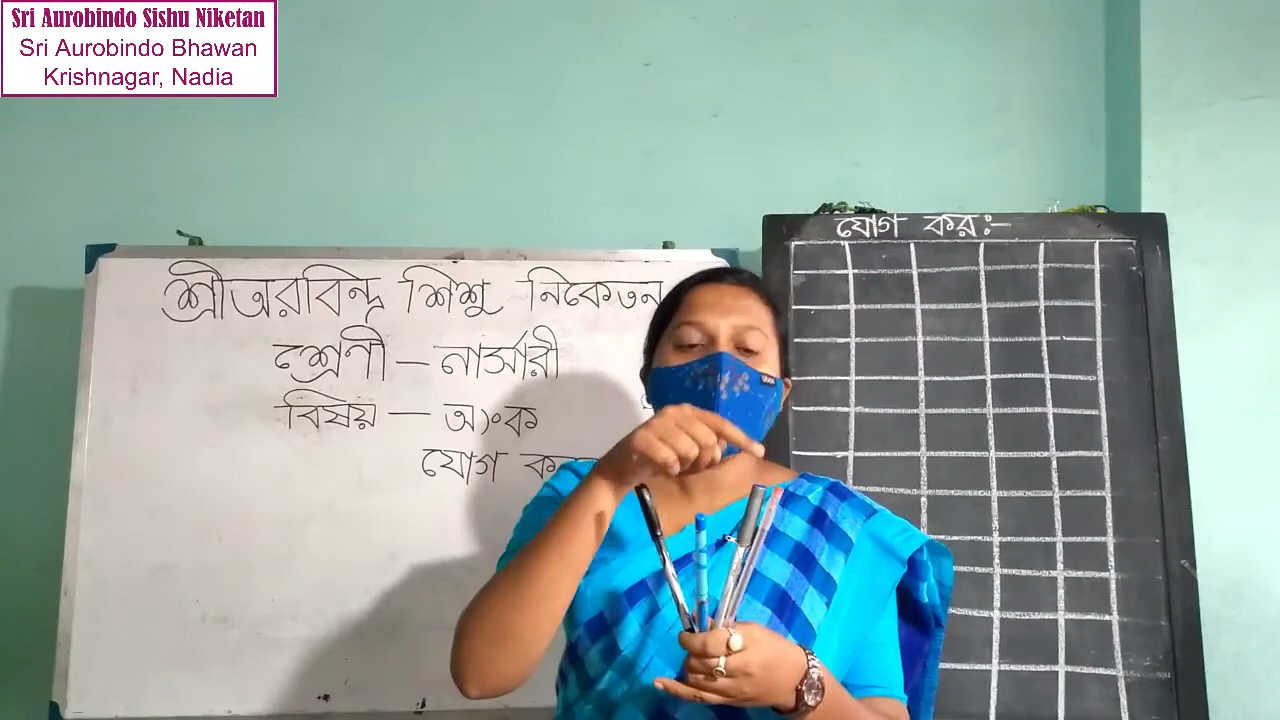 Sri Aurobindo Sishu Niketan
Sri Aurobindo Bhawan
Krishnagar, Nadia
শ্রীঅরবিন্দ শিশু নিকেতন
শ্রেণী – নার্সারী
বিষয় – অংক
যোগ
যোগ কর :-